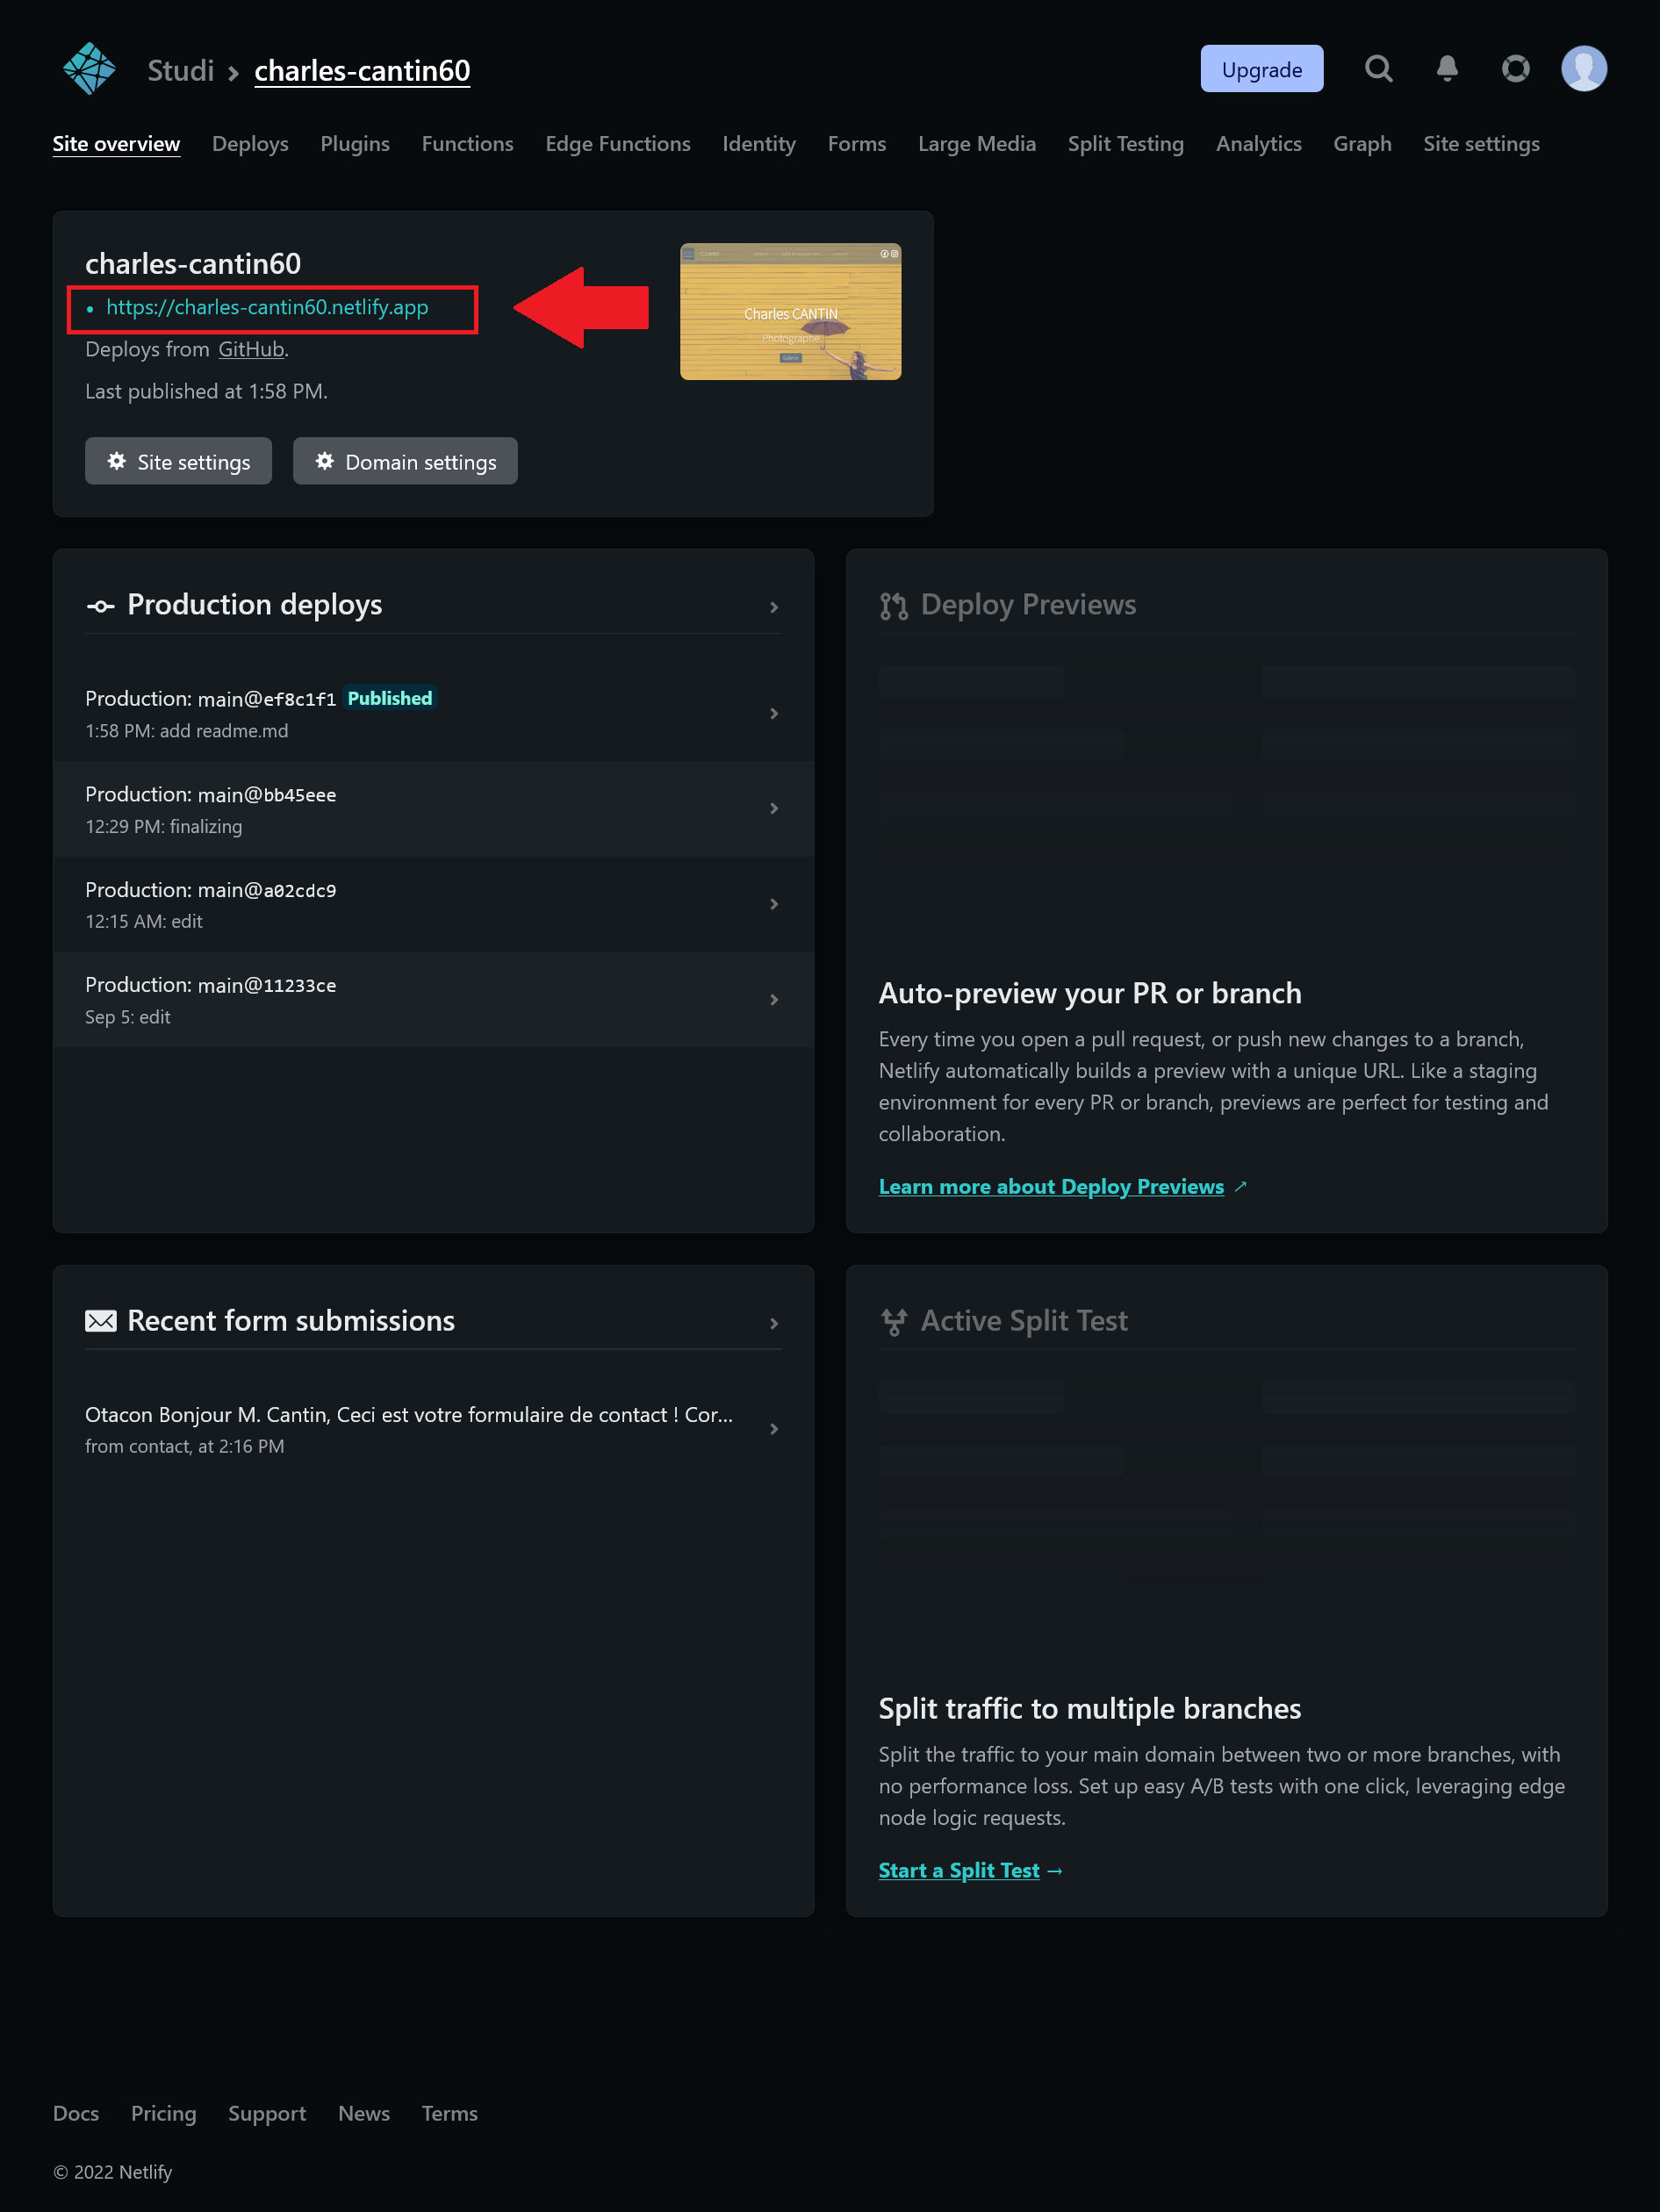 Studi › charles-cantin60
Upgrade
Site overview Deploys Plugins Functions Edge Functions Identity Forms Large Media Split Testing Analytics Graph Site settings
charles-cantin60
• https://charles-cantin60.netlify.app
Deploys from GitHub.
Last published at 1:58 PM.
Site settings
Domain settings
Charles CANTIN
Photographe
Production deploys
Production: main@ef8c1f1 Published
1:58 PM: add readme.md
Production: main@bb45eee
12:29 PM: finalizing
Production: main@a02cdc9
12:15 AM: edit
Production: main@11233ce
Sep 5: edit
Deploy Previews
Auto-preview your PR or branch
Every time you open a pull request, or push new changes to a branch,
Netlify automatically builds a preview with a unique URL. Like a staging
environment for every PR or branch, previews are perfect for testing and
collaboration.
Learn more about Deploy Previews ↗
Recent form submissions
Otacon Bonjour M. Cantin, Ceci est votre formulaire de contact ! Cor...
from contact, at 2:16 PM
Active Split Test
Split traffic to multiple branches
Split the traffic to your main domain between two or more branches, with
no performance loss. Set up easy A/B tests with one click, leveraging edge
node logic requests.
Start a Split Test →
Docs Pricing Support News Terms
© 2022 Netlify